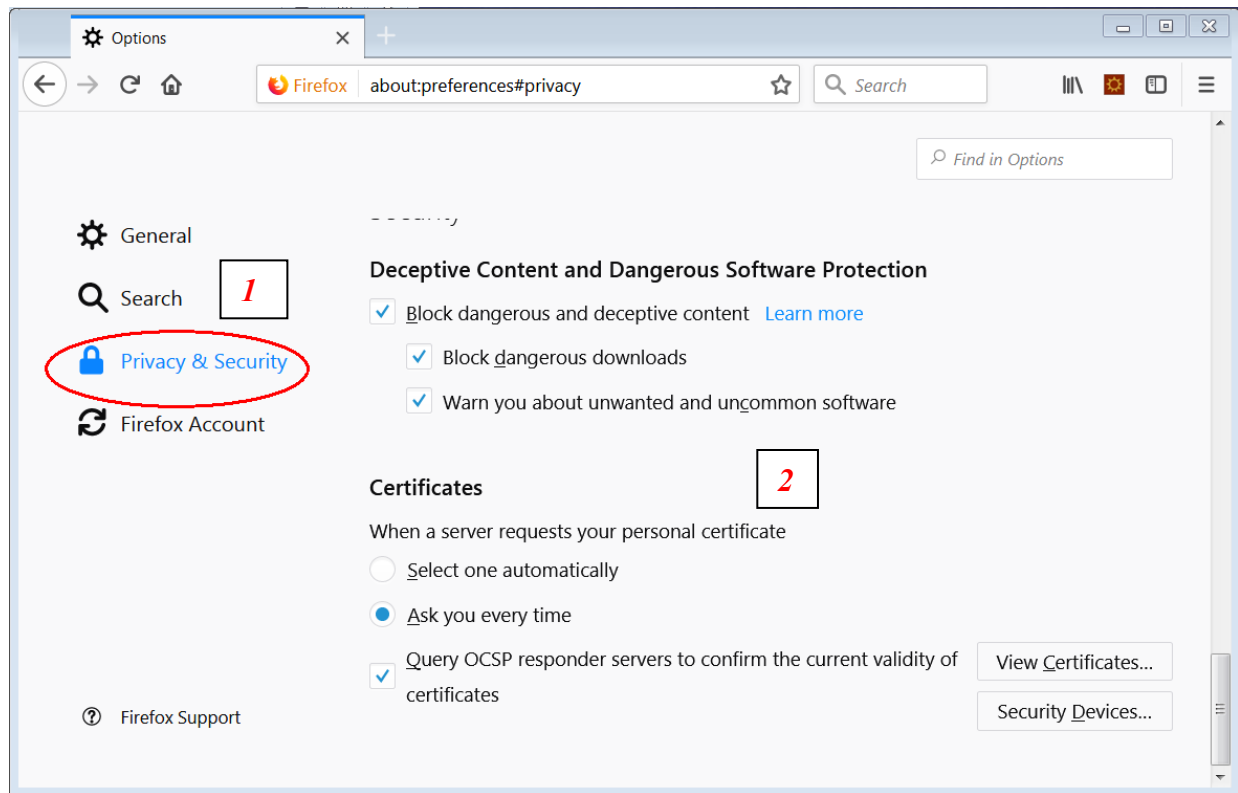 Options
Firefox about:preferences#privacy Search
Find in Options
General
Search
Privacy & Security
Firefox Account
Firefox Support
1
Deceptive Content and Dangerous Software Protection
Block dangerous and deceptive content Learn more
Block dangerous downloads
Warn you about unwanted and uncommon software
2
Certificates
When a server requests your personal certificate
Select one automatically
Ask you every time
Query OCSP responder servers to confirm the current validity of
certificates
View Certificates...
Security Devices...